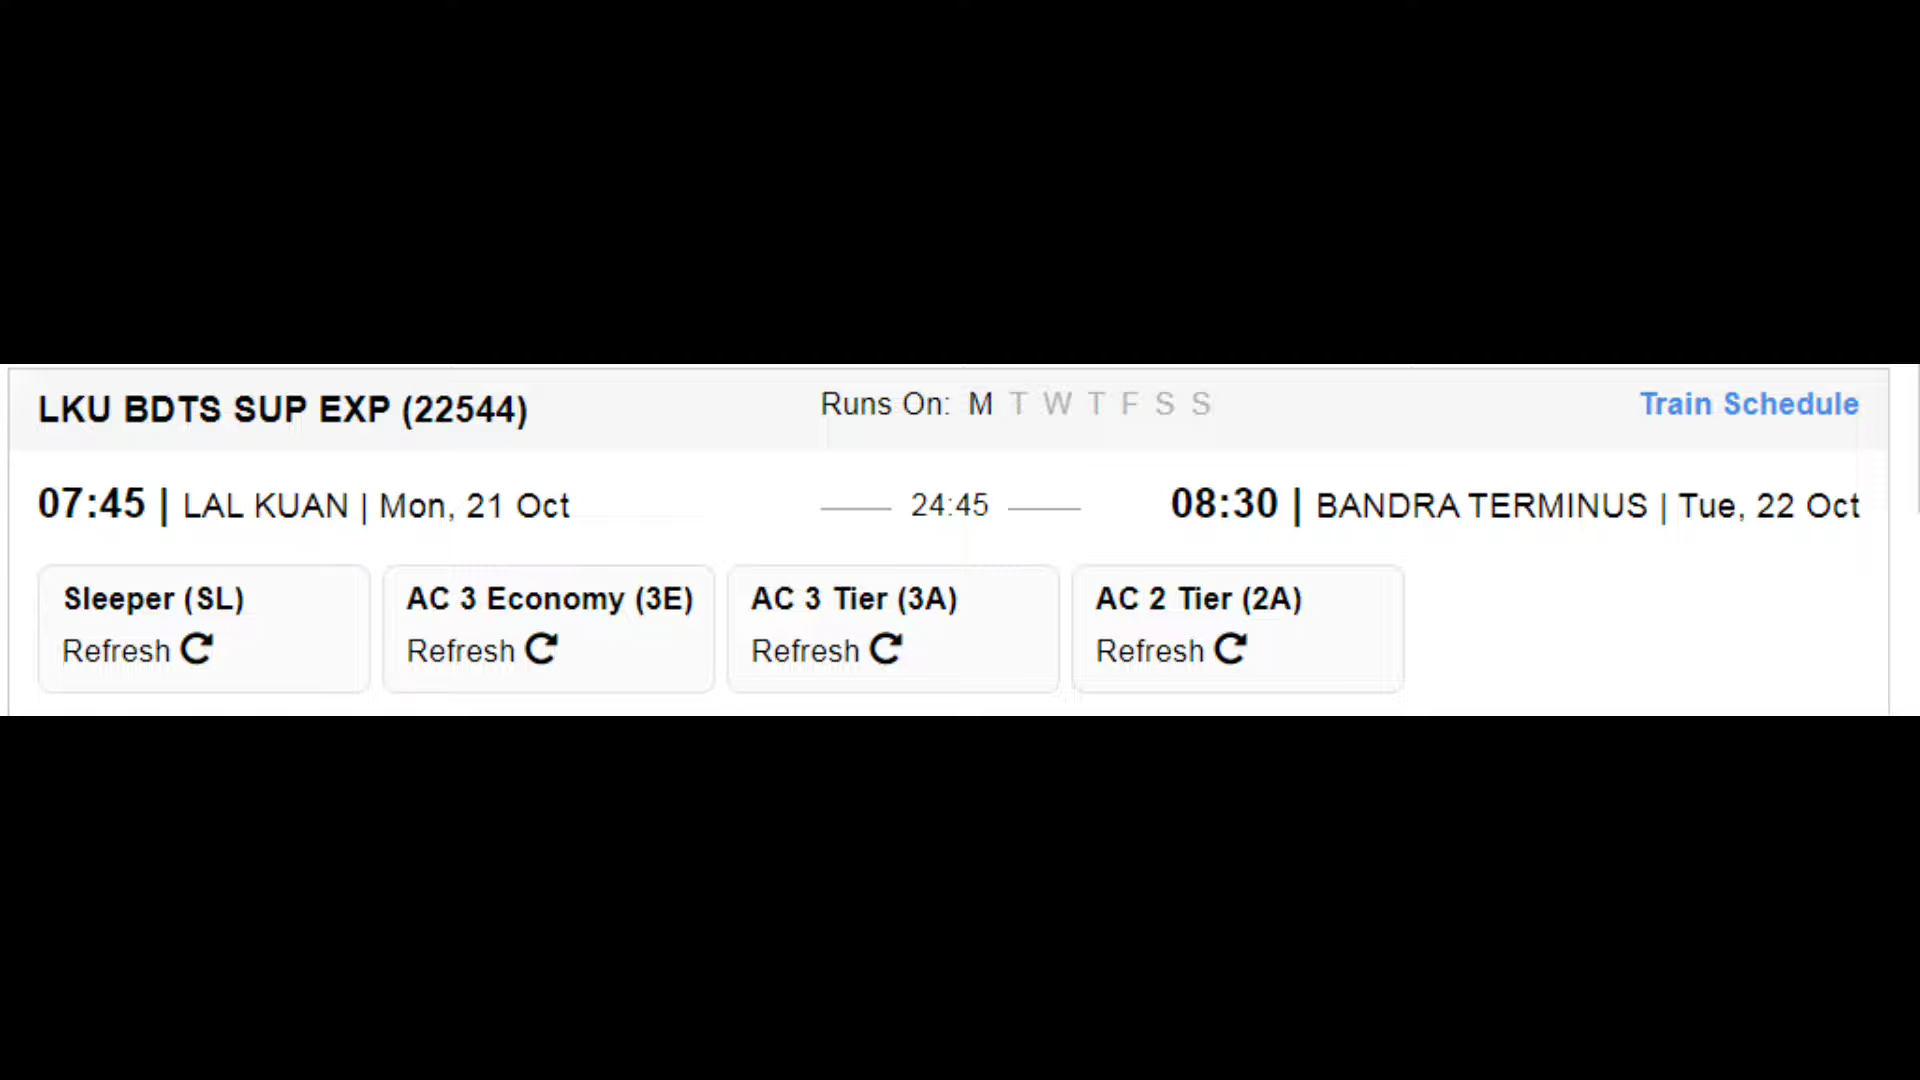 LKU BDTS SUP EXP (22544) Runs On: M T W T F S S Train Schedule
07:45 | LAL KUAN | Mon, 21 Oct 24:45 08:30 | BANDRA TERMINUS | Tue, 22 Oct
Sleeper (SL) AC 3 Economy (3E) AC 3 Tier (3A) AC 2 Tier (2A)
Refresh Refresh Refresh Refresh